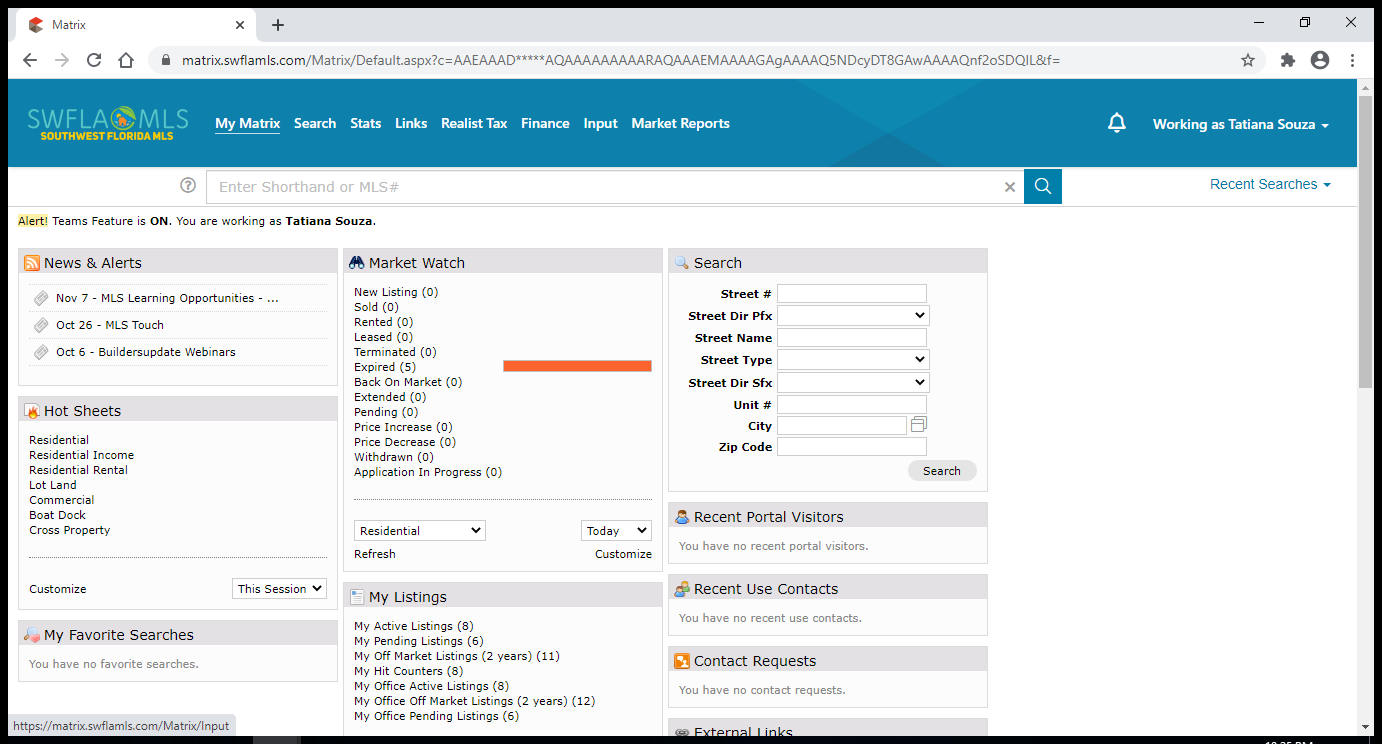 Matrix
matrix.swflamls.com/Matrix/Default.aspx?c=AAEAAAD*****AQAAAAAAAAARAQAAAEMAAAAGAgAAAAQ5NDcyDT8GAwAAAAQnf2oSDQIL&f=
SWFLA MLS
SOUTHWEST FLORIDA MLS
My Matrix Search Stats Links Realist Tax Finance Input Market Reports
Working as Tatiana Souza
Enter Shorthand or MLS#
Recent Searches
Alert! Teams Feature is ON. You are working as Tatiana Souza.
News & Alerts
Nov 7 - MLS Learning Opportunities - ...
Oct 26 - MLS Touch
Oct 6 - Buildersupdate Webinars
Hot Sheets
Residential
Residential Income
Residential Rental
Lot Land
Commercial
Boat Dock
Cross Property
Customize This Session
My Favorite Searches
You have no favorite searches.
Market Watch
New Listing (0)
Sold (0)
Rented (0)
Leased (0)
Terminated (0)
Expired (5)
Back On Market (0)
Extended (0)
Pending (0)
Price Increase (0)
Price Decrease (0)
Withdrawn (0)
Application In Progress (0)
Residential Today
Refresh Customize
My Listings
My Active Listings (8)
My Pending Listings (6)
My Off Market Listings (2 years) (11)
My Hit Counters (8)
My Office Active Listings (8)
My Office Off Market Listings (2 years) (12)
My Office Pending Listings (6)
Search
Street #
Street Dir Pfx
Street Name
Street Type
Street Dir Sfx
Unit #
City
Zip Code
Search
Recent Portal Visitors
You have no recent portal visitors.
Recent Use Contacts
You have no recent use contacts.
Contact Requests
You have no contact requests.
External Links
https://matrix.swflamls.com/Matrix/Input